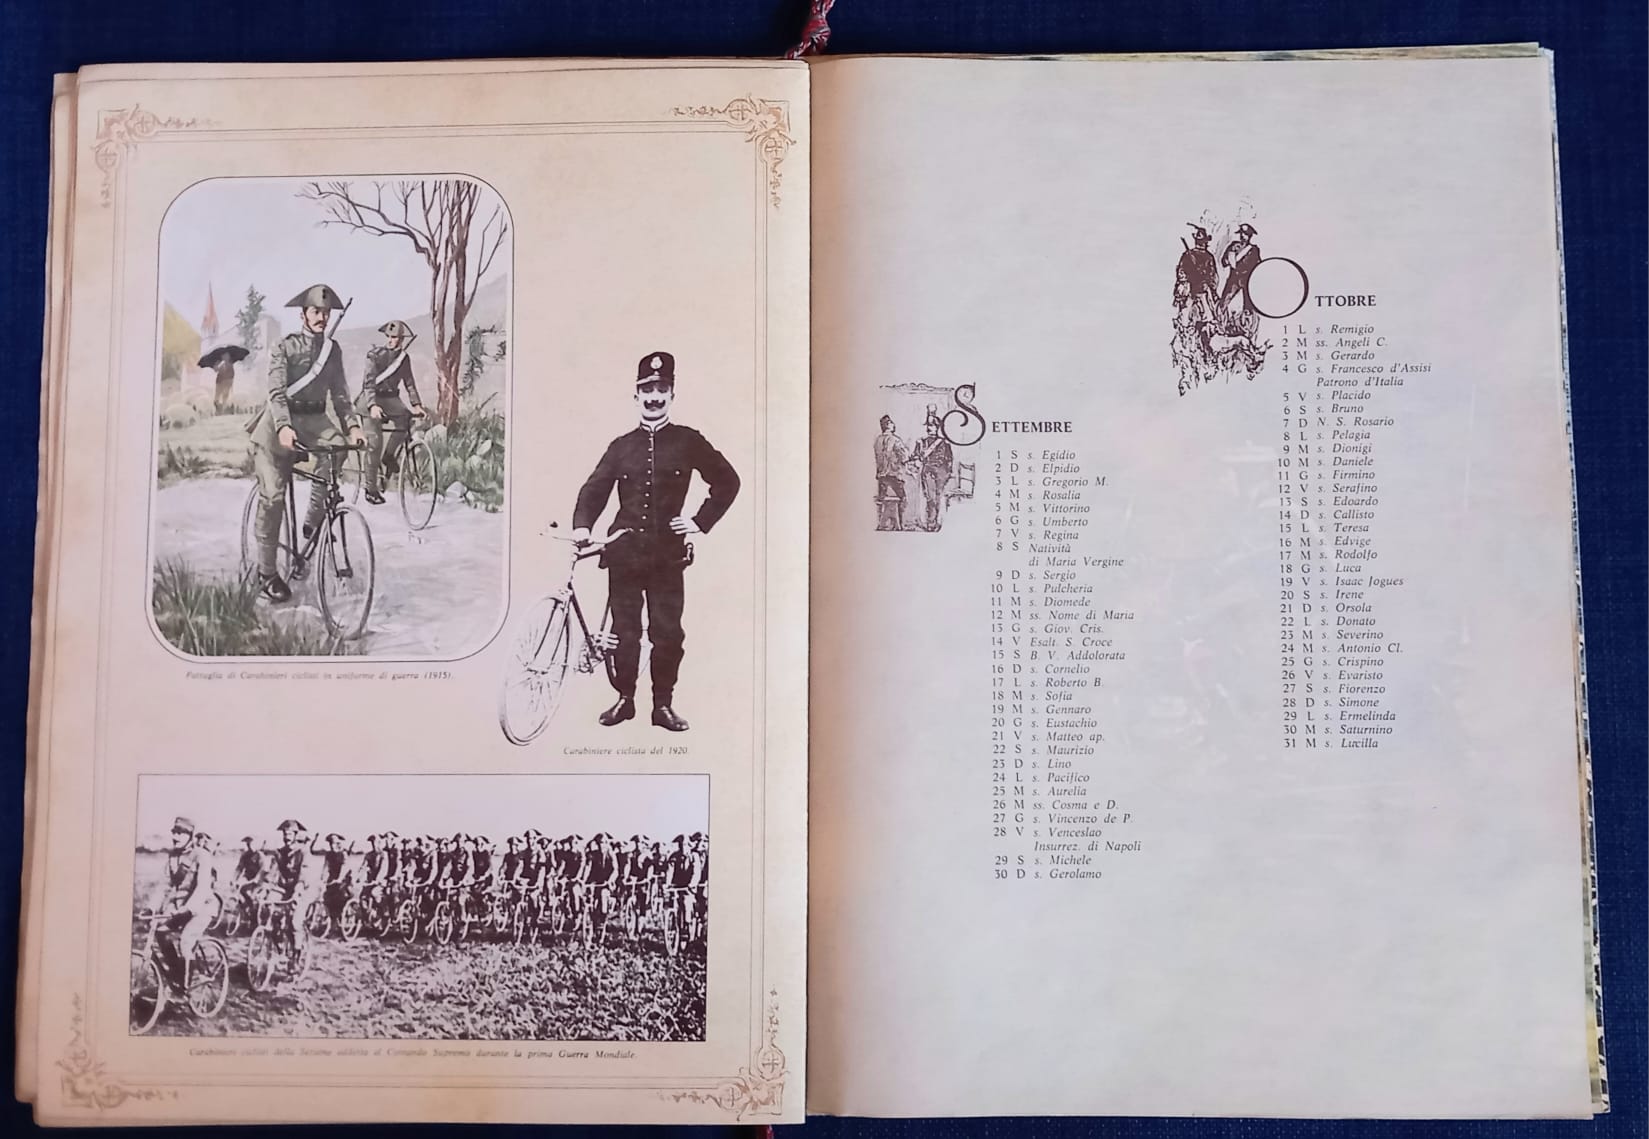 Pattuglia di Carabinieri ciclisti in uniforme di guerra (1915).
Carabiniere ciclista del 1920.
Carabinieri ciclisti della Sezione addetta al Comando Supremo durante la prima Guerra Mondiale.
SETTEMBRE
1 S s. Egidio
2 D s. Elpidio
3 L s. Gregorio M.
4 M s. Rosalia
5 M s. Vittorino
6 G s. Umberto
7 V s. Regina
8 S Natività
di Maria Vergine
9 D s. Sergio
10 L s. Pulcheria
11 M s. Diomede
12 M ss. Nome di Maria
13 G s. Giov. Cris.
14 V Esalt. S. Croce
15 S B. V. Addolorata
16 D s. Cornelio
17 L s. Roberto B.
18 M s. Sofia
19 M s. Gennaro
20 G s. Eustachio
21 V s. Matteo ap.
22 S s. Maurizio
23 D s. Lino
24 L s. Pacifico
25 M s. Aurelia
26 M ss. Cosma e D.
27 G s. Vincenzo de P.
28 V s. Venceslao
Insurrez. di Napoli
29 S s. Michele
30 D s. Gerolamo
OTTOBRE
1 L s. Remigio
2 M ss. Angeli C.
3 M s. Gerardo
4 G s. Francesco d'Assisi
Patrono d'Italia
5 V s. Placido
6 S s. Bruno
7 D N. S. Rosario
8 L s. Pelagia
9 M s. Dionigi
10 M s. Daniele
11 G s. Firmino
12 V s. Serafino
13 S s. Edoardo
14 D s. Callisto
15 L s. Teresa
16 M s. Edvige
17 M s. Rodolfo
18 G s. Luca
19 V s. Isaac Jogues
20 S s. Irene
21 D s. Orsola
22 L s. Donato
23 M s. Severino
24 M s. Antonio Cl.
25 G s. Crispino
26 V s. Evaristo
27 S s. Fiorenzo
28 D s. Simone
29 L s. Ermelinda
30 M s. Saturnino
31 M s. Lucilla